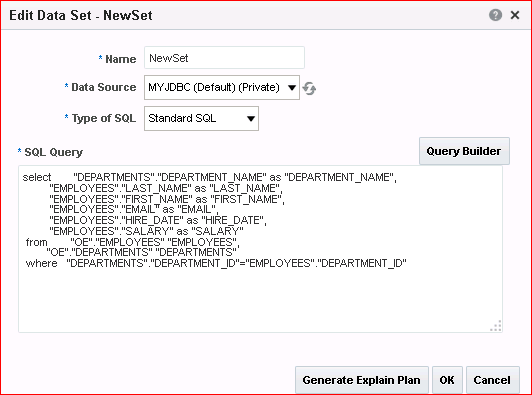 Edit Data Set - NewSet
* Name NewSet
* Data Source MYJDBC (Default) (Private)
* Type of SQL Standard SQL
* SQL Query Query Builder
select "DEPARTMENTS"."DEPARTMENT_NAME" as "DEPARTMENT_NAME",
"EMPLOYEES"."LAST_NAME" as "LAST_NAME",
"EMPLOYEES"."FIRST_NAME" as "FIRST_NAME",
"EMPLOYEES"."EMAIL" as "EMAIL",
"EMPLOYEES"."HIRE_DATE" as "HIRE_DATE",
"EMPLOYEES"."SALARY" as "SALARY"
from "OE"."EMPLOYEES" "EMPLOYEES",
"OE"."DEPARTMENTS" "DEPARTMENTS"
where "DEPARTMENTS"."DEPARTMENT_ID"="EMPLOYEES"."DEPARTMENT_ID"
Generate Explain Plan OK Cancel